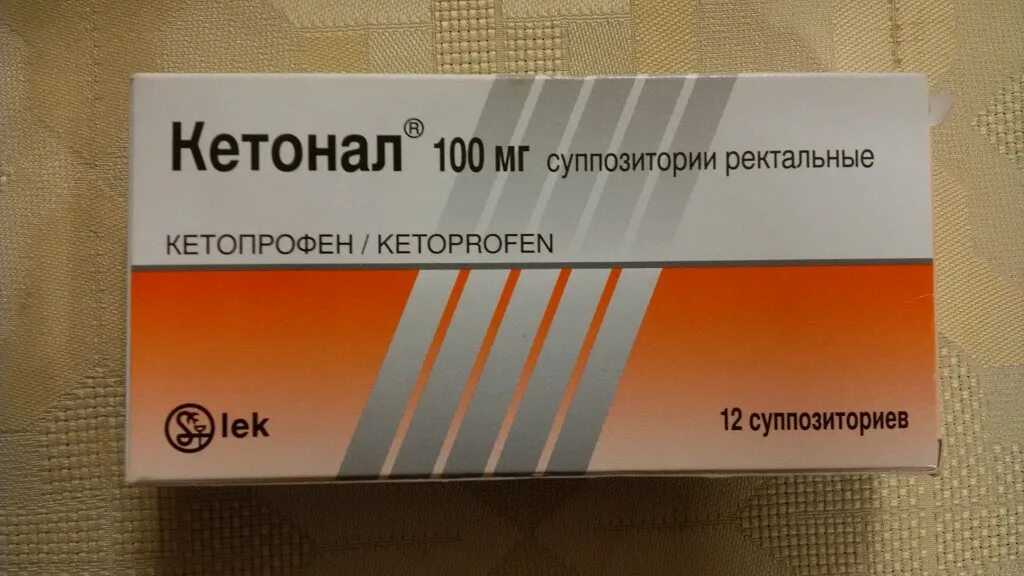 Кетонал® 100 мг суппозитории ректальные
КЕТОПРОФЕН / KETOPROFEN
lek
12 суппозиториев